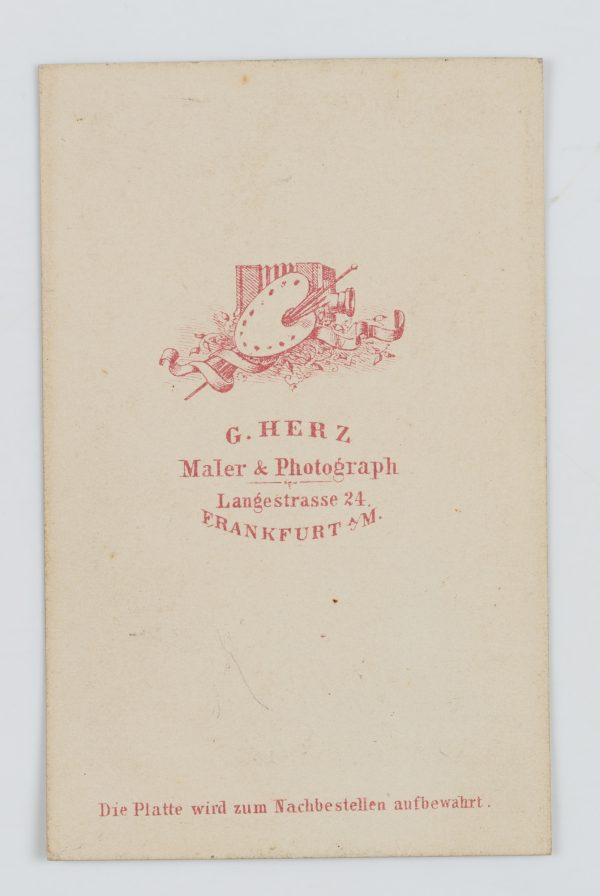 G. HERZ
Maler & Photograph
Langestrasse 24.
FRANKFURT a/M.
Die Platte wird zum Nachbestellen aufbewahrt.